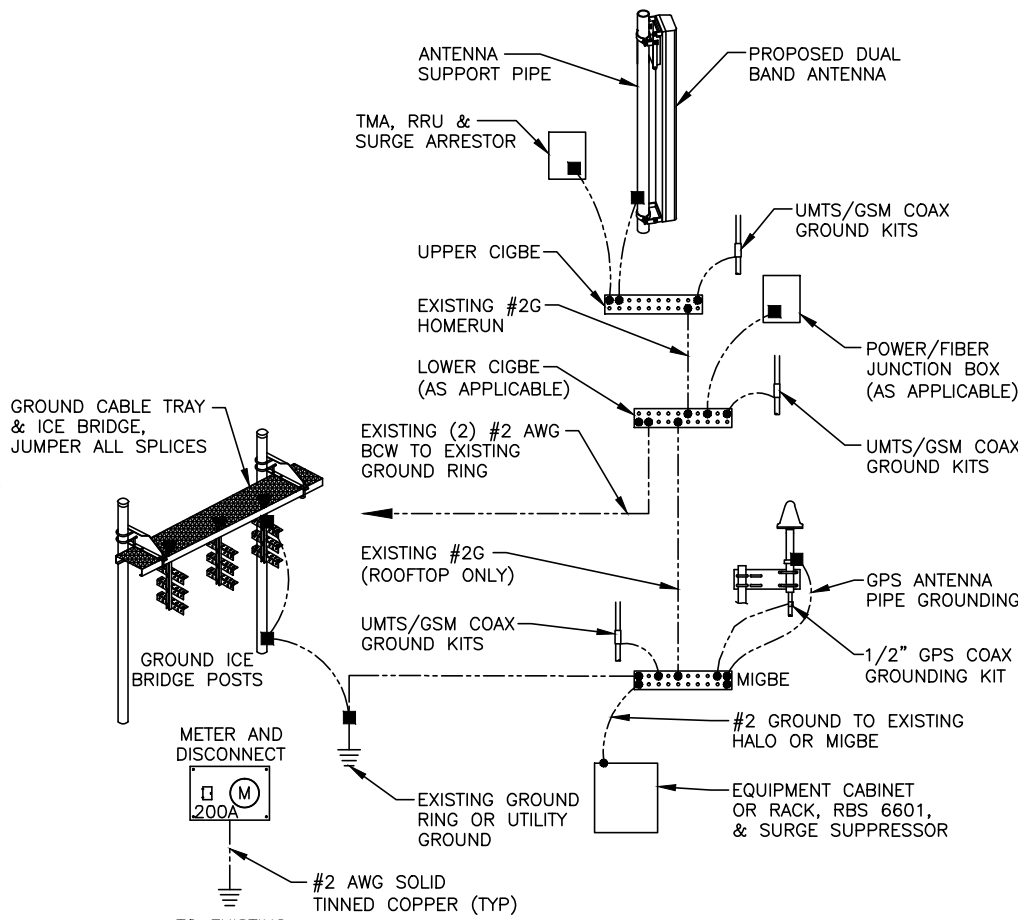 ANTENNA
SUPPORT PIPE
PROPOSED DUAL
BAND ANTENNA
TMA, RRU &
SURGE ARRESTOR
UMTS/GSM COAX
GROUND KITS
UPPER CIGBE
EXISTING #2G
HOMERUN
POWER/FIBER
JUNCTION BOX
(AS APPLICABLE)
LOWER CIGBE
(AS APPLICABLE)
GROUND CABLE TRAY
& ICE BRIDGE,
JUMPER ALL SPLICES
EXISTING (2) #2 AWG
BCW TO EXISTING
GROUND RING
UMTS/GSM COAX
GROUND KITS
EXISTING #2G
(ROOFTOP ONLY)
GPS ANTENNA
PIPE GROUNDING
UMTS/GSM COAX
GROUND KITS
1/2" GPS COAX
GROUNDING KIT
GROUND ICE
BRIDGE POSTS
MIGBE
#2 GROUND TO EXISTING
HALO OR MIGBE
METER AND
DISCONNECT
M
200A
EXISTING GROUND
RING OR UTILITY
GROUND
EQUIPMENT CABINET
OR RACK, RBS 6601,
& SURGE SUPPRESSOR
#2 AWG SOLID
TINNED COPPER (TYP)